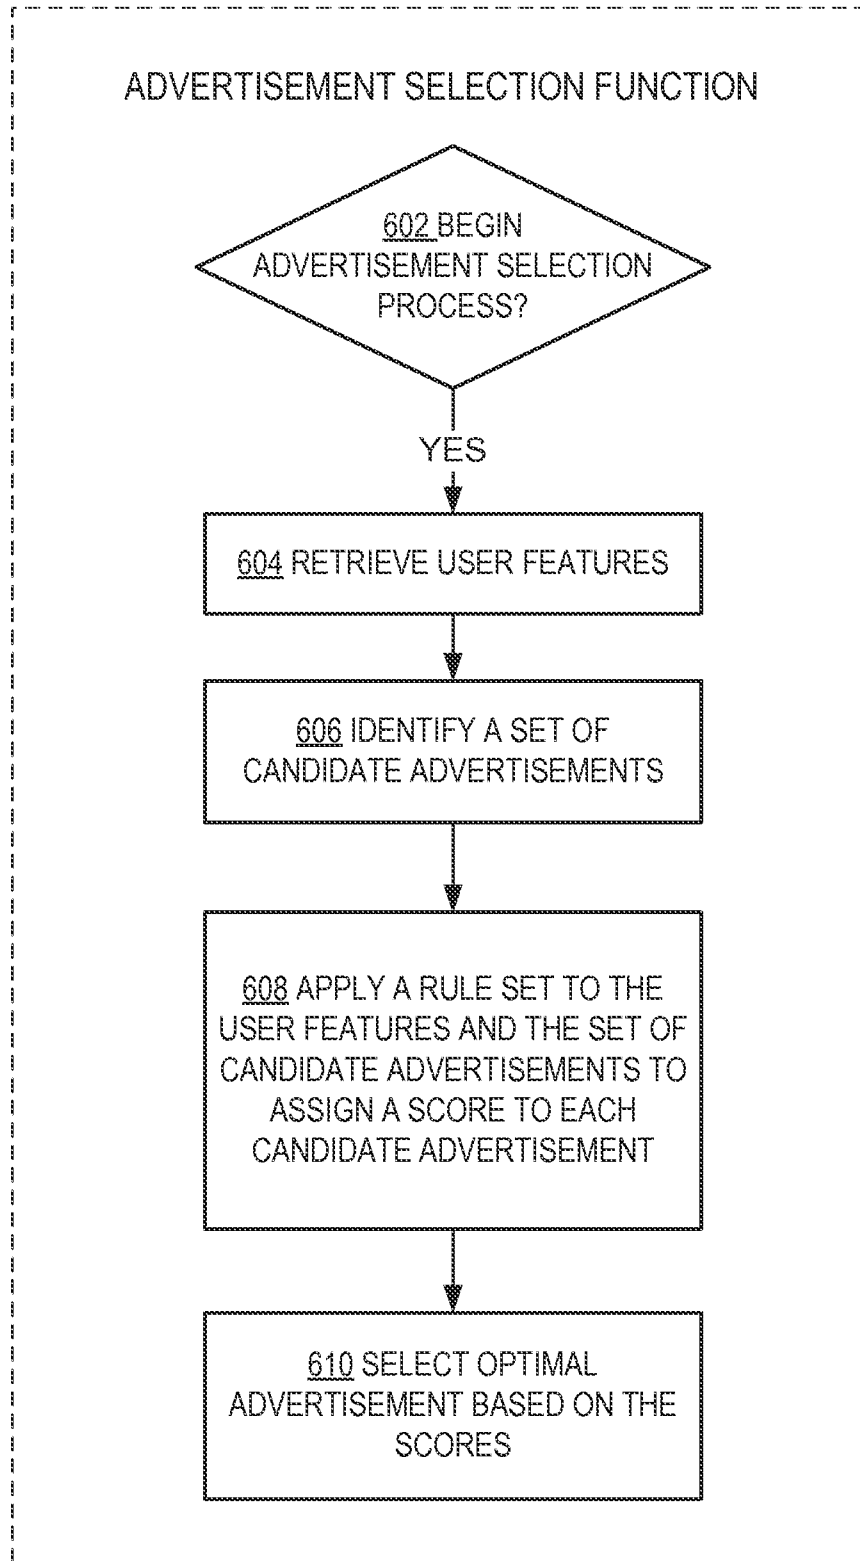 ADVERTISEMENT SELECTION FUNCTION
602 BEGIN
ADVERTISEMENT SELECTION
PROCESS?
YES
604 RETRIEVE USER FEATURES
606 IDENTIFY A SET OF
CANDIDATE ADVERTISEMENTS
608 APPLY A RULE SET TO THE
USER FEATURES AND THE SET OF
CANDIDATE ADVERTISEMENTS TO
ASSIGN A SCORE TO EACH
CANDIDATE ADVERTISEMENT
610 SELECT OPTIMAL
ADVERTISEMENT BASED ON THE
SCORES